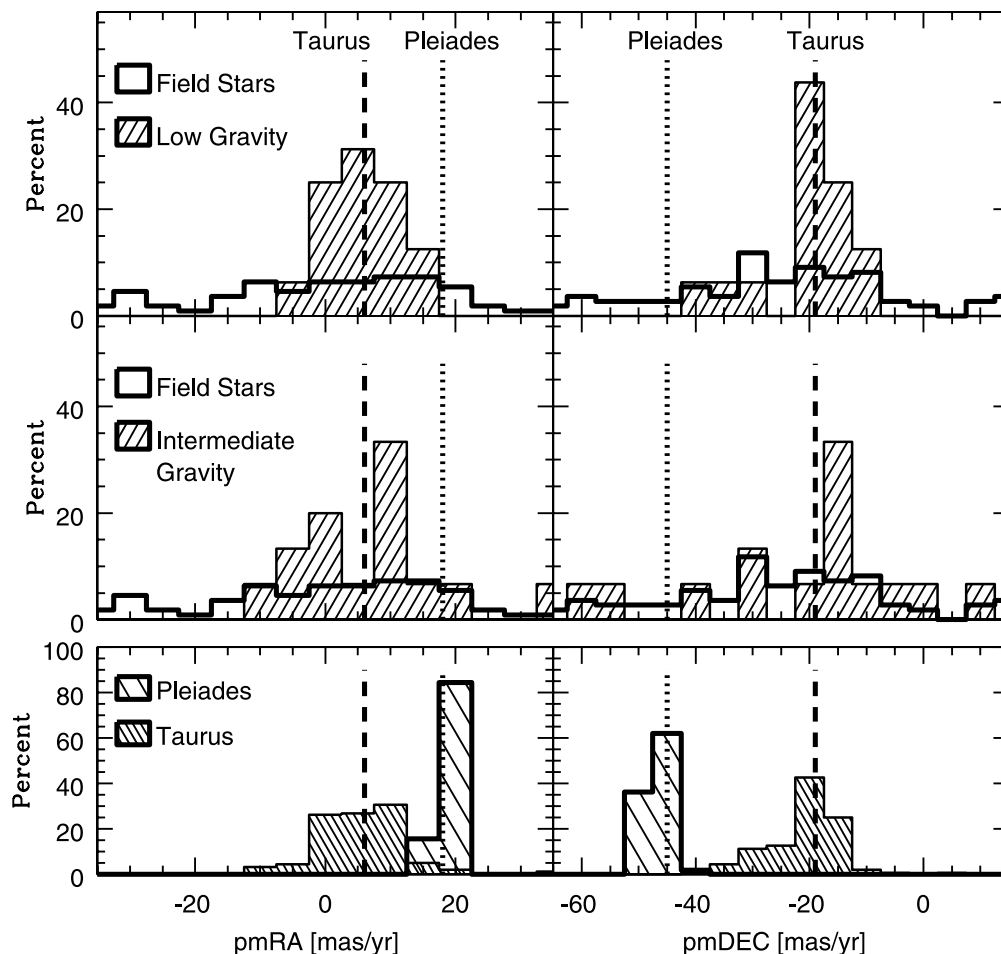 Taurus Pleiades Pleiades Taurus
Field Stars
Low Gravity
Percent
40
20
0
Field Stars
Intermediate
Gravity
Percent
40
20
0
100
80
60
40
20
0
Percent
Pleiades
Taurus
-20 0 20 -60 -40 -20 0
pmRA [mas/yr] pmDEC [mas/yr]